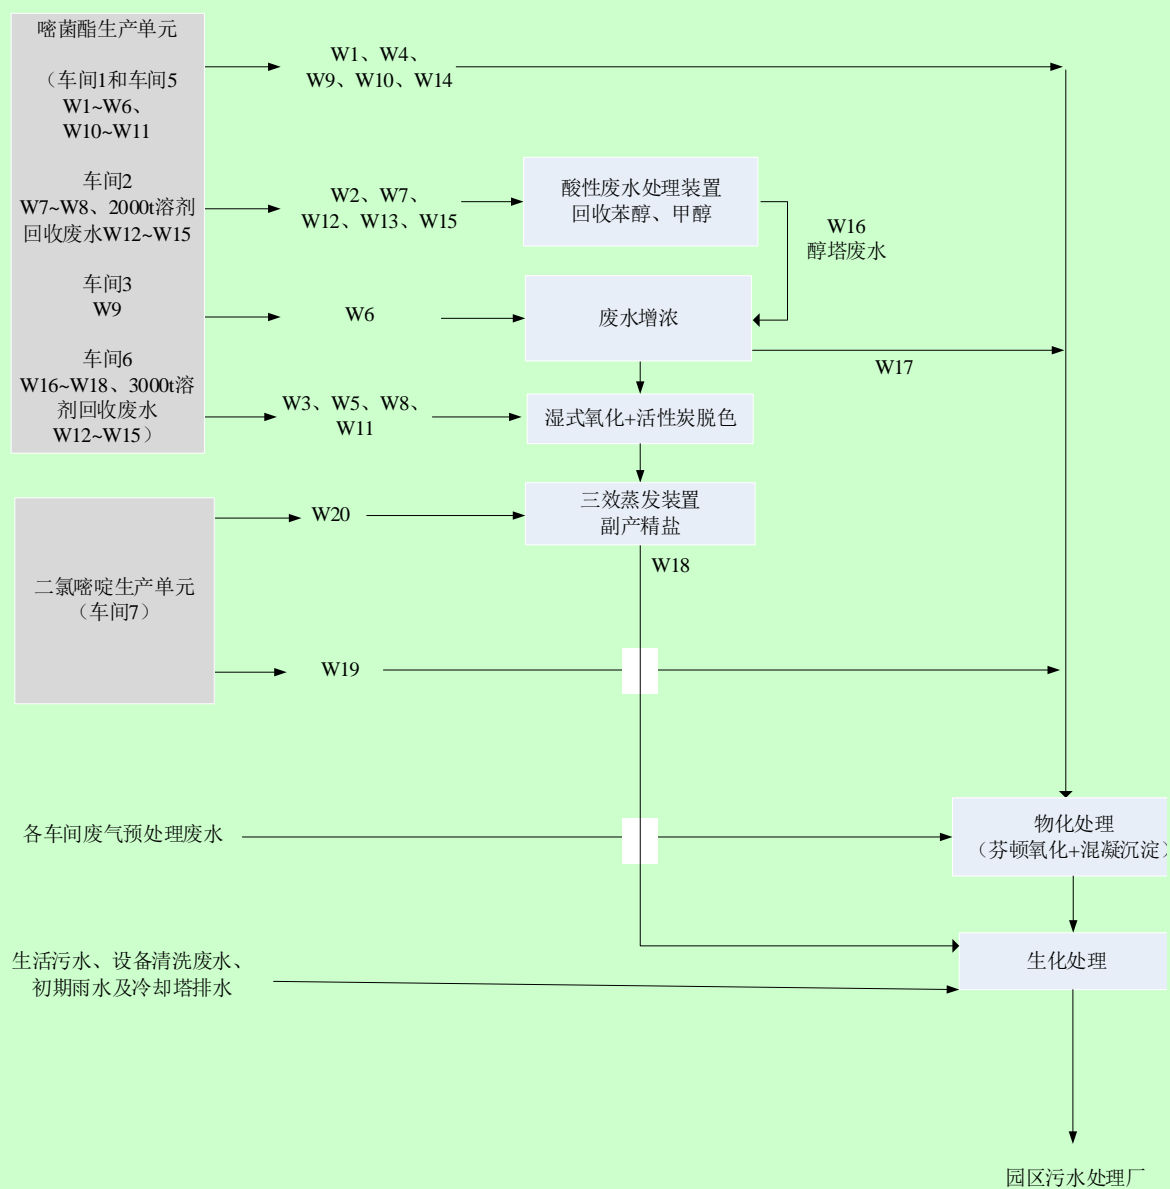 嘧菌酯生产单元
（车间1和车间5
W1~W6、
W10~W11
车间2
W7~W8、2000t溶剂
回收废水W12~W15
车间3
W9
车间6
W16~W18、3000t溶
剂回收废水
W12~W15）
W1、W4、
W9、W10、W14
W2、W7、
W12、W13、W15
酸性废水处理装置
回收苯醇、甲醇
W16
醇塔废水
W6
废水增浓
W17
W3、W5、W8、
W11
湿式氧化+活性炭脱色
二氯嘧啶生产单元
（车间7）
W20
三效蒸发装置
副产精盐
W18
W19
各车间废气预处理废水
物化处理
（芬顿氧化+混凝沉淀）
生活污水、设备清洗废水、
初期雨水及冷却塔排水
生化处理
园区污水处理厂